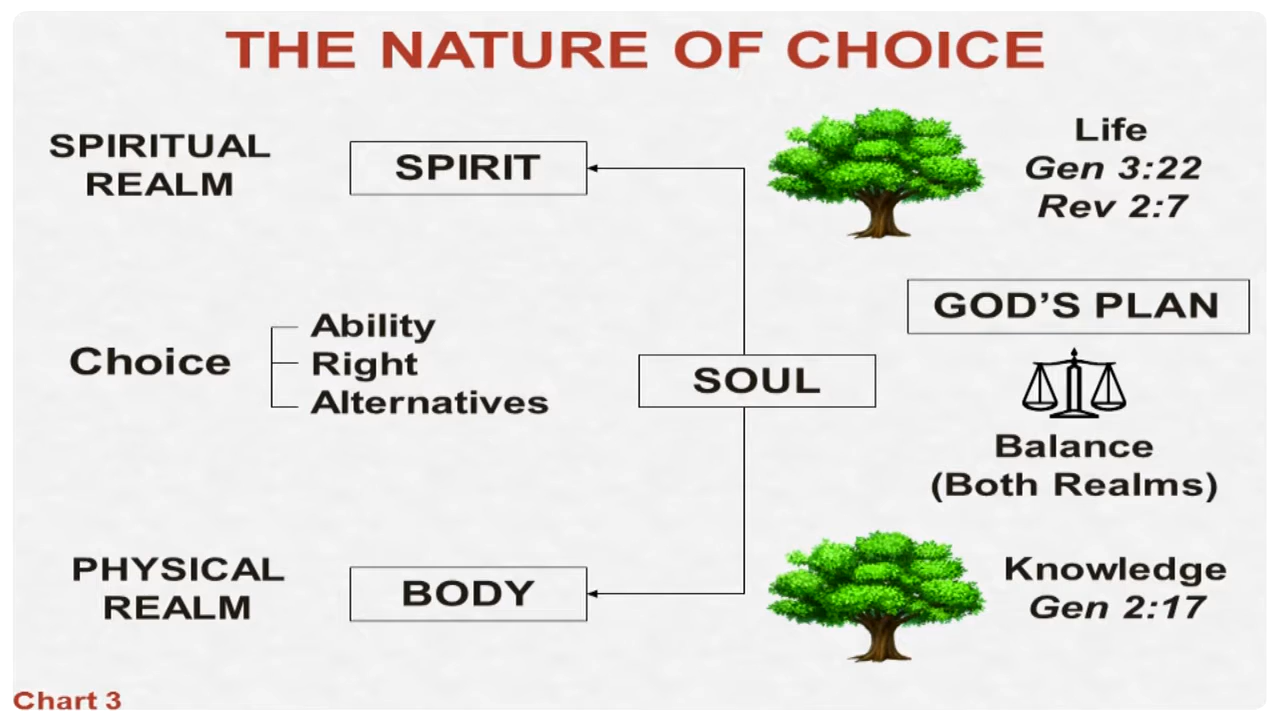 THE NATURE OF CHOICE
SPIRITUAL
REALM
SPIRIT
Life
Gen 3:22
Rev 2:7
GOD'S PLAN
Choice
Ability
Right
Alternatives
SOUL
Balance
(Both Realms)
PHYSICAL
REALM
BODY
Knowledge
Gen 2:17
Chart 3